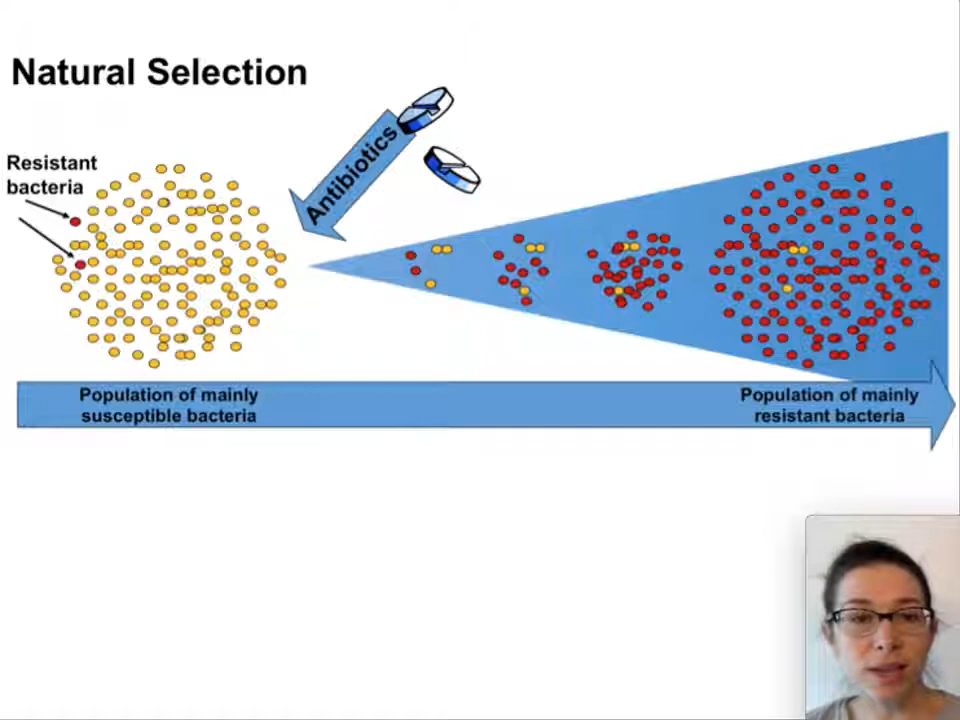 Natural Selection
Resistant
bacteria
Antibiotics
Population of mainly
susceptible bacteria
Population of mainly
resistant bacteria